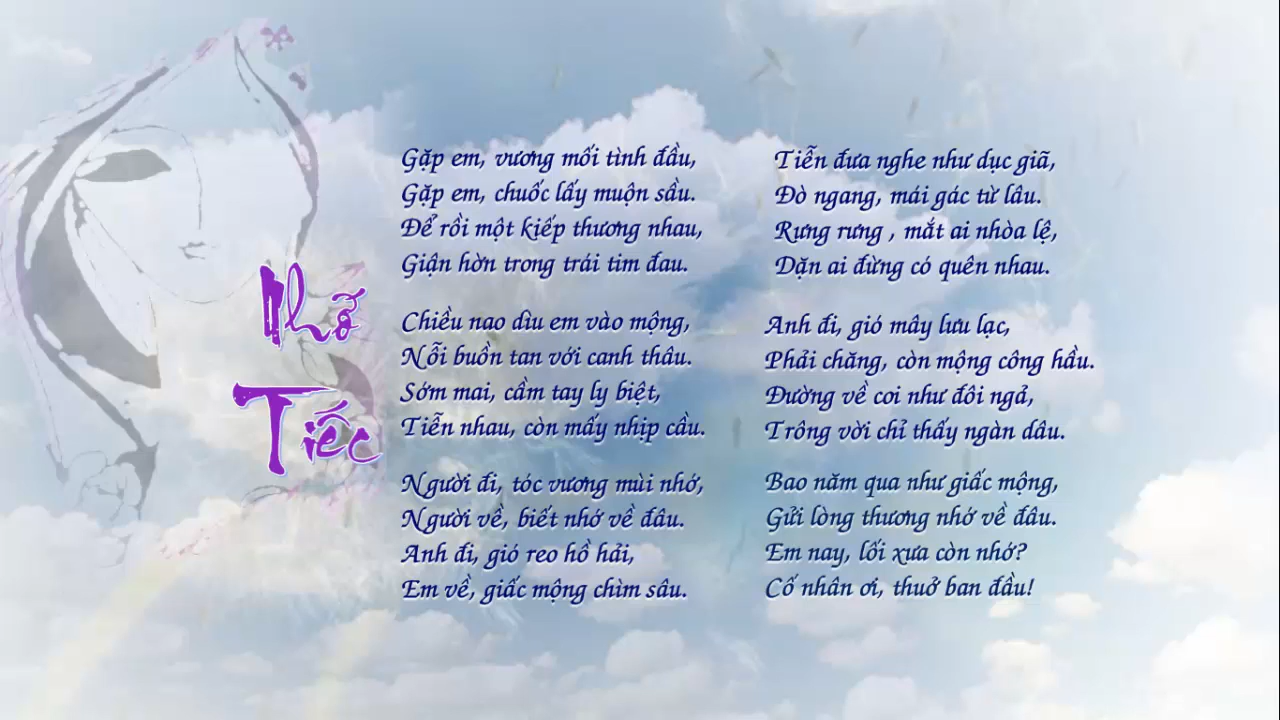 Nhớ
Tiếc
Gặp em, vương mối tình đầu,
Gặp em, chuốc lấy muộn sầu.
Để rồi một kiếp thương nhau,
Giận hờn trong trái tim đau.
Chiều nao dìu em vào mộng,
Nỗi buồn tan với canh thâu.
Sớm mai, cầm tay ly biệt,
Tiễn nhau, còn mấy nhịp cầu.
Người đi, tóc vương mùi nhớ,
Người về, biết nhớ về đâu.
Anh đi, gió reo hồ hải,
Em về, giấc mộng chìm sâu.
Tiễn đưa nghe như dục giã,
Đò ngang, mái gác từ lâu.
Rưng rưng , mắt ai nhòa lệ,
Dặn ai đừng có quên nhau.
Anh đi, gió mây lưu lạc,
Phải chăng, còn mộng công hầu.
Đường về coi như đôi ngả,
Trông vời chỉ thấy ngàn dâu.
Bao năm qua như giấc mộng,
Gửi lòng thương nhớ về đâu.
Em nay, lối xưa còn nhớ?
Cố nhân ơi, thuở ban đầu!